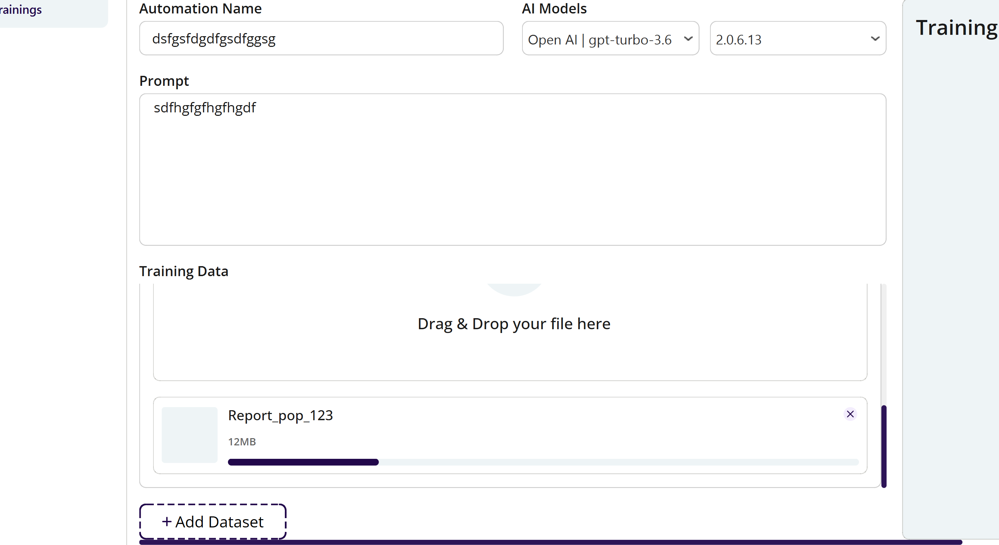 rainings
Automation Name
AI Models
dsfgsfdgdfgsdfggsg
Open AI | gpt-turbo-3.6
2.0.6.13
Training
Prompt
sdfhgfgfhgfhgdf
Training Data
Drag & Drop your file here
Report_pop_123
12MB
+ Add Dataset